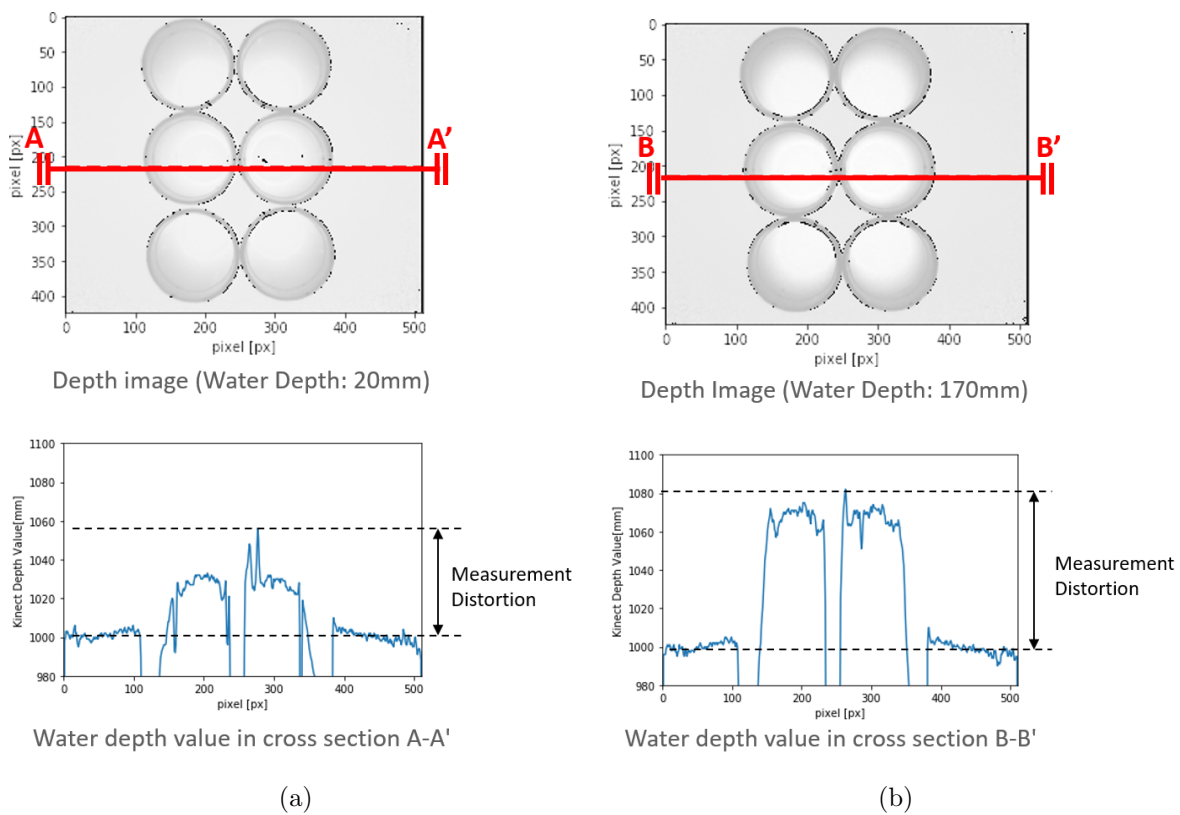 0
50
100
150
200
250
300
350
400
pixel [px]
A
A’
0 100 200 300 400 500
pixel [px]
Depth image (Water Depth: 20mm)
0
50
100
150
200
250
300
350
400
pixel [px]
B
B’
0 100 200 300 400 500
pixel [px]
Depth Image (Water Depth: 170mm)
1100
1080
1060
1040
1020
1000
980
Kinect Depth Value[mm]
0 100 200 300 400 500
pixel [px]
Measurement
Distortion
Water depth value in cross section A-A'
1100
1080
1060
1040
1020
1000
980
Kinect Depth Value[mm]
0 100 200 300 400 500
pixel [px]
Measurement
Distortion
Water depth value in cross section B-B'
(a)
(b)